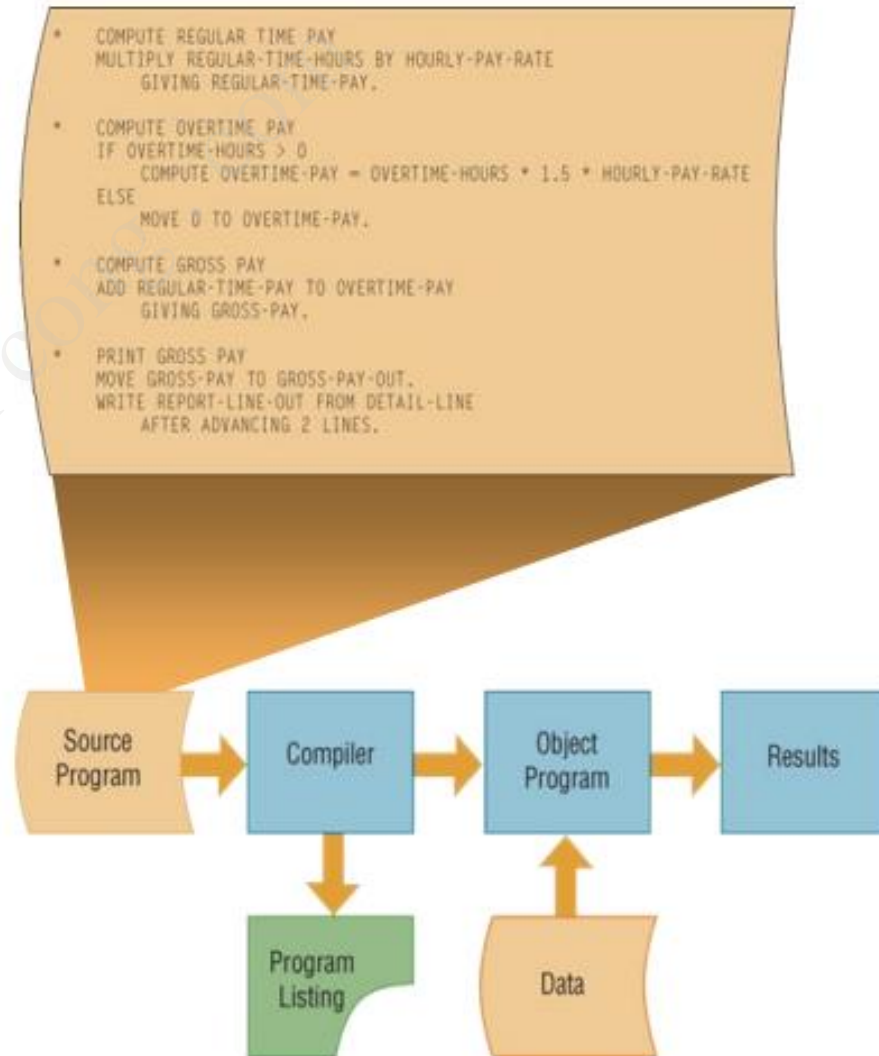 * COMPUTE REGULAR TIME PAY
MULTIPLY REGULAR-TIME-HOURS BY HOURLY-PAY-RATE
GIVING REGULAR-TIME-PAY.
* COMPUTE OVERTIME PAY
IF OVERTIME-HOURS > 0
COMPUTE OVERTIME-PAY = OVERTIME-HOURS * 1.5 * HOURLY-PAY-RATE
ELSE
MOVE 0 TO OVERTIME-PAY.
* COMPUTE GROSS PAY
ADD REGULAR-TIME-PAY TO OVERTIME-PAY
GIVING GROSS-PAY.
* PRINT GROSS PAY
MOVE GROSS-PAY TO GROSS-PAY-OUT.
WRITE REPORT-LINE-OUT FROM DETAIL-LINE
AFTER ADVANCING 2 LINES.
Source
Program
Compiler
Object
Program
Results
Program
Listing
Data